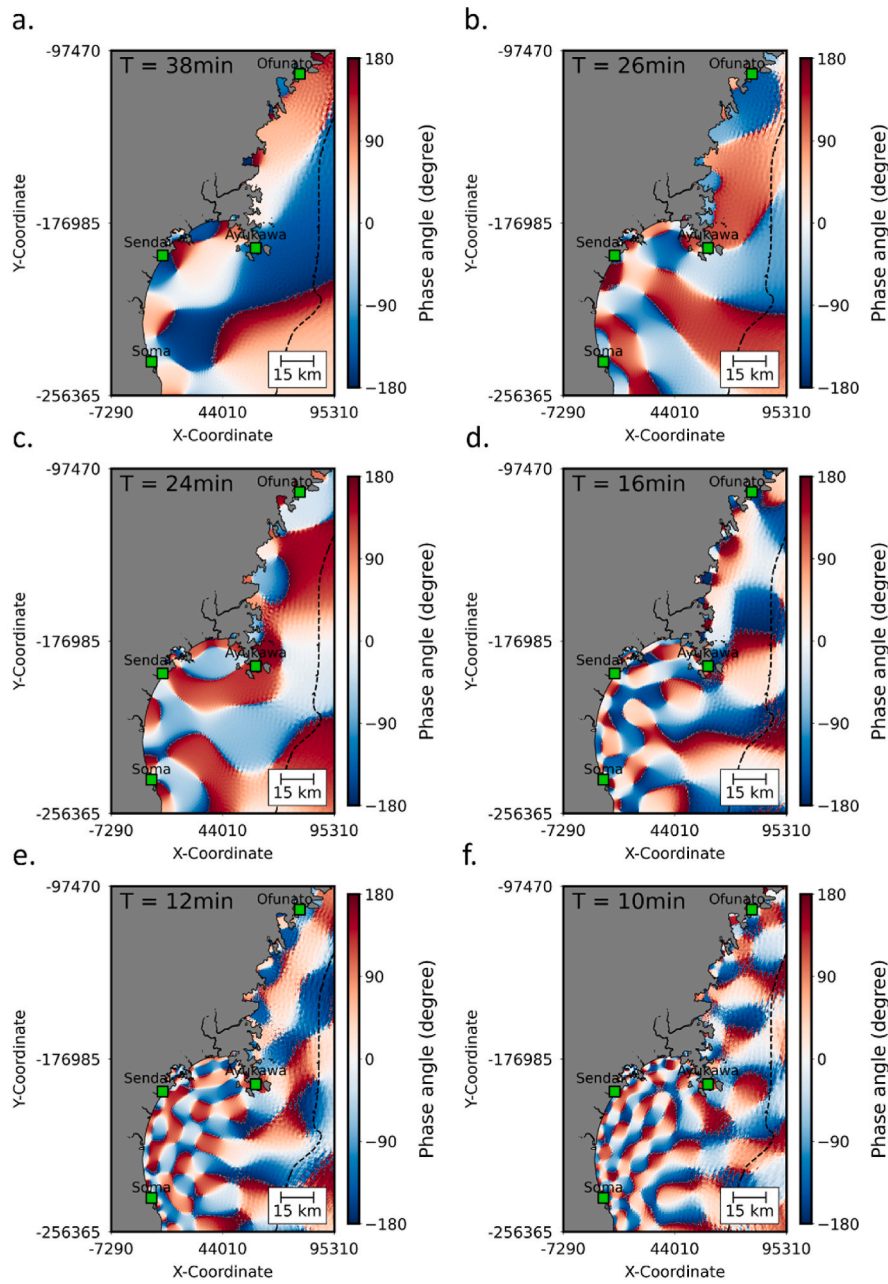 a.
-97470
T = 38min
Ofunato
180
90
Y-Coordinate
-176985
Sendai
Ayukawa
0
Phase angle (degree)
-90
Soma
15 km
-180
-256365
-7290 44010 95310
X-Coordinate
b.
-97470
T = 26min
Ofunato
180
90
Y-Coordinate
-176985
Sendai
Ayukawa
0
Phase angle (degree)
-90
Soma
15 km
-180
-256365
-7290 44010 95310
X-Coordinate
c.
-97470
T = 24min
Ofunato
180
90
Y-Coordinate
-176985
Sendai
Ayukawa
0
Phase angle (degree)
-90
Soma
15 km
-180
-256365
-7290 44010 95310
X-Coordinate
d.
-97470
T = 16min
Ofunato
180
90
Y-Coordinate
-176985
Sendai
Ayukawa
0
Phase angle (degree)
-90
Soma
15 km
-180
-256365
-7290 44010 95310
X-Coordinate
e.
-97470
T = 12min
Ofunato
180
90
Y-Coordinate
-176985
Sendai
Ayukawa
0
Phase angle (degree)
-90
Soma
15 km
-180
-256365
-7290 44010 95310
X-Coordinate
f.
-97470
T = 10min
Ofunato
180
90
Y-Coordinate
-176985
Sendai
Ayukawa
0
Phase angle (degree)
-90
Soma
15 km
-180
-256365
-7290 44010 95310
X-Coordinate